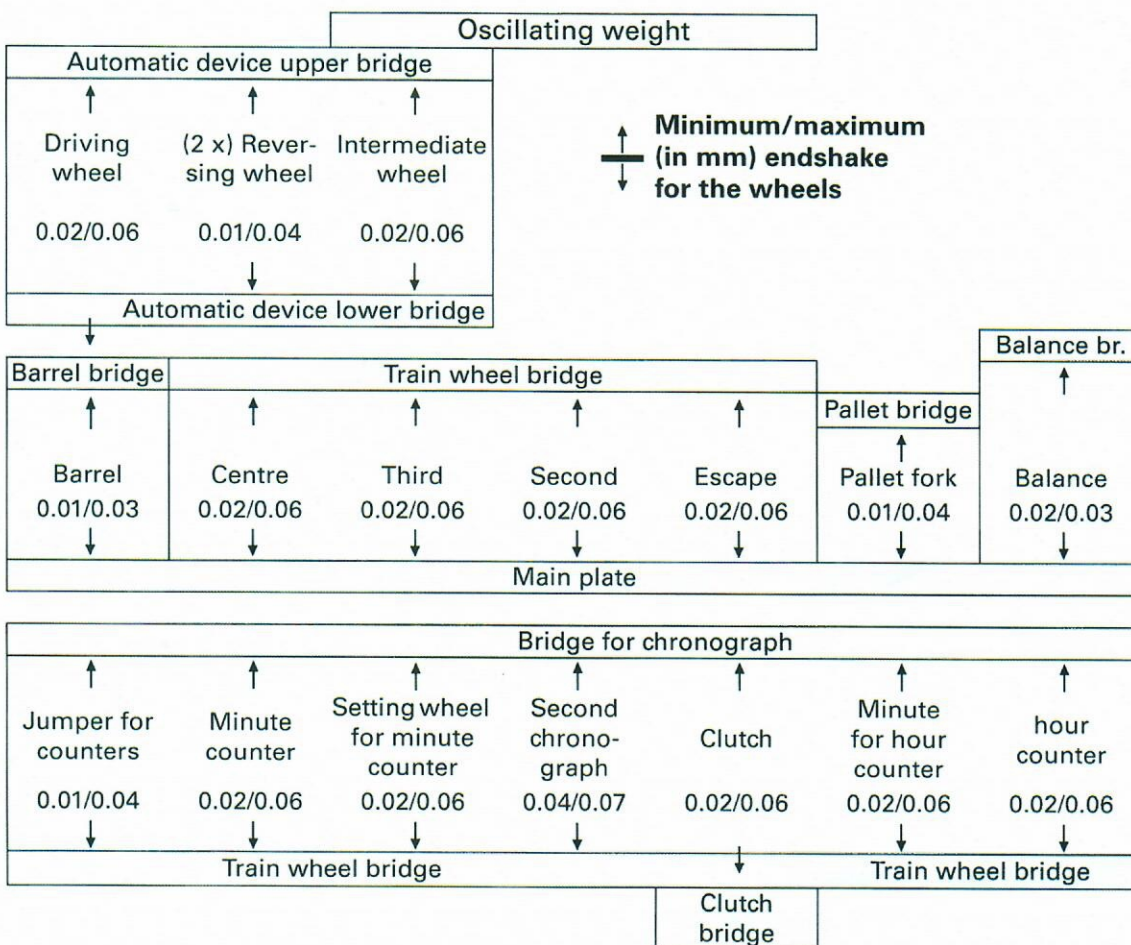 Oscillating weight
Automatic device upper bridge
Driving
wheel
0.02/0.06
(2 x) Rever-
sing wheel
0.01/0.04
Intermediate
wheel
0.02/0.06
Minimum/maximum
(in mm) endshake
for the wheels
Automatic device lower bridge
Barrel bridge
Train wheel bridge
Pallet bridge
Balance br.
Barrel
0.01/0.03
Centre
0.02/0.06
Third
0.02/0.06
Second
0.02/0.06
Escape
0.02/0.06
Pallet fork
0.01/0.04
Balance
0.02/0.03
Main plate
Bridge for chronograph
Jumper for
counters
0.01/0.04
Minute
counter
0.02/0.06
Setting wheel
for minute
counter
0.02/0.06
Second
chrono-
graph
0.04/0.07
Clutch
0.02/0.06
Minute
for hour
counter
0.02/0.06
hour
counter
0.02/0.06
Train wheel bridge
Clutch
bridge
Train wheel bridge